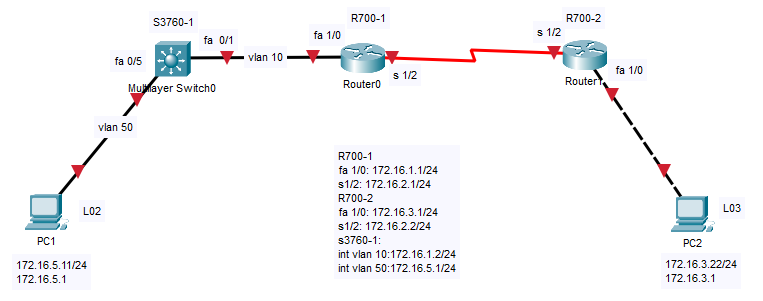 S3760-1
R700-1
R700-2
fa 0/1
fa 1/0
s 1/2
fa 0/5
vlan 10
fa 1/0
Multilayer Switch0
Router0
s 1/2
Router1
vlan 50
R700-1
fa 1/0: 172.16.1.1/24
s1/2: 172.16.2.1/24
R700-2
fa 1/0: 172.16.3.1/24
s1/2: 172.16.2.2/24
s3760-1:
int vlan 10:172.16.1.2/24
int vlan 50:172.16.5.1/24
L02
PC1
172.16.5.11/24
172.16.5.1
L03
PC2
172.16.3.22/24
172.16.3.1